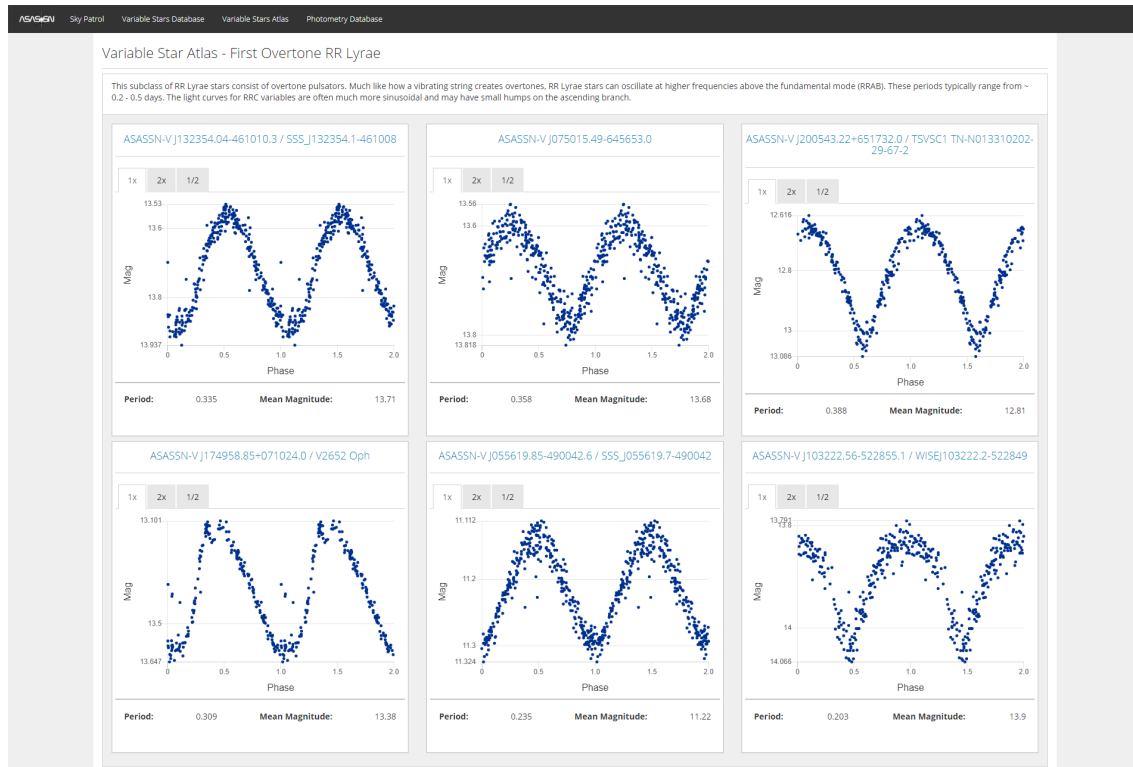 ASAS-SN Sky Patrol Variable Stars Database Variable Stars Atlas Photometry Database
Variable Star Atlas - First Overtone RR Lyrae
This subclass of RR Lyrae stars consist of overtone pulsators. Much like how a vibrating string creates overtones, RR Lyrae stars can oscillate at higher frequencies above the fundamental mode (RRAB). These periods typically range from ~
0.2 - 0.5 days. The light curves for RRC variables are often much more sinusoidal and may have small humps on the ascending branch.
ASASSN-V J132354.04-461010.3 / SSS_J132354.1-461008
1x 2x 1/2
13.53
13.6
13.8
13.937
Mag
0 0.5 1.0 1.5 2.0
Phase
Period: 0.335 Mean Magnitude: 13.71
ASASSN-V J075015.49-645653.0
1x 2x 1/2
13.56
13.6
13.8
13.818
Mag
0 0.5 1.0 1.5 2.0
Phase
Period: 0.358 Mean Magnitude: 13.68
ASASSN-V J200543.22+651732.0 / TSVSC1 TN-N013310202-
29-67-2
1x 2x 1/2
12.616
12.8
13
13.086
Mag
0 0.5 1.0 1.5 2.0
Phase
Period: 0.388 Mean Magnitude: 12.81
ASASSN-V J174958.85+071024.0 / V2652 Oph
1x 2x 1/2
13.101
13.5
13.647
Mag
0 0.5 1.0 1.5 2.0
Phase
Period: 0.309 Mean Magnitude: 13.38
ASASSN-V J055619.85-490042.6 / SSS_J055619.7-490042
1x 2x 1/2
11.112
11.2
11.3
11.324
Mag
0 0.5 1.0 1.5 2.0
Phase
Period: 0.235 Mean Magnitude: 11.22
ASASSN-V J103222.56-522855.1 / WISEJ103222.2-522849
1x 2x 1/2
13.791
13.8
14
14.066
Mag
0 0.5 1.0 1.5 2.0
Phase
Period: 0.203 Mean Magnitude: 13.9